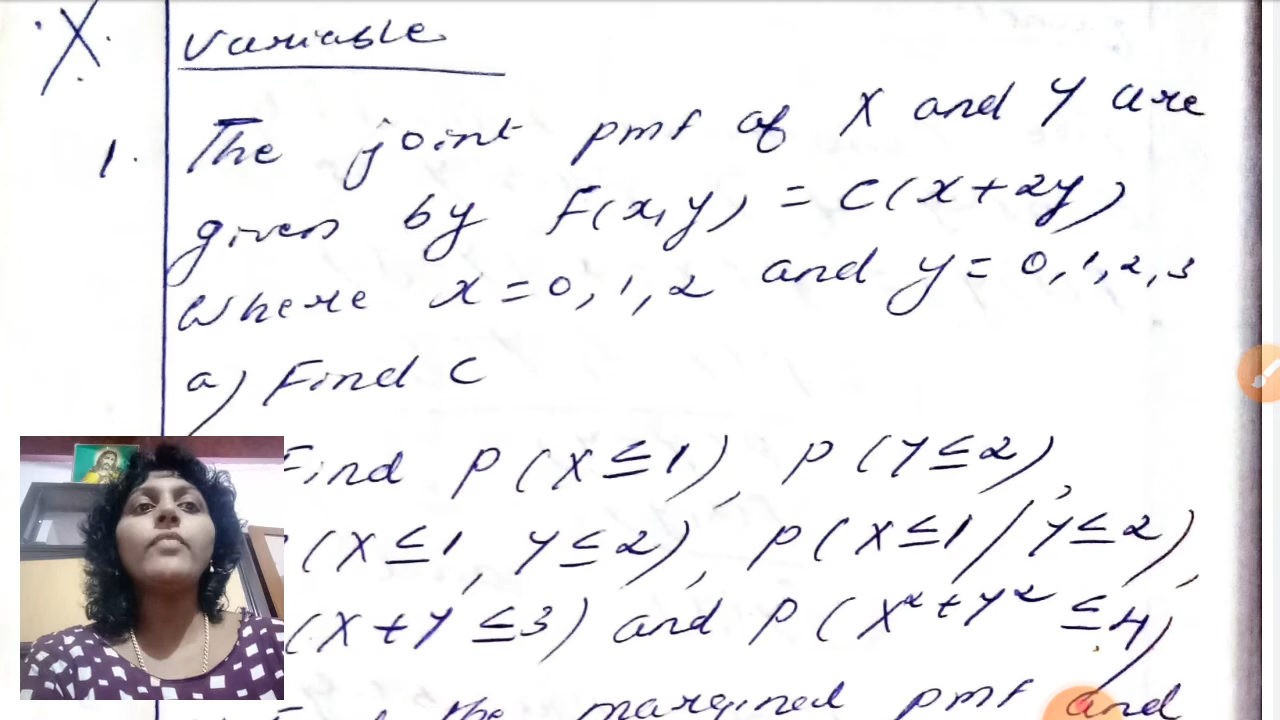 X. Variable
1. The joint pmf of X and Y are
given by f(x,y) = C(x+2y)
where x=0,1,2 and y=0,1,2,3
a) Find C
Find P(X≤1), P(Y≤2),
(X≤1, Y≤2), P(X≤1/Y≤2),
(X+Y≤3) and P(X²+Y²≤4)
the marginal pmf and